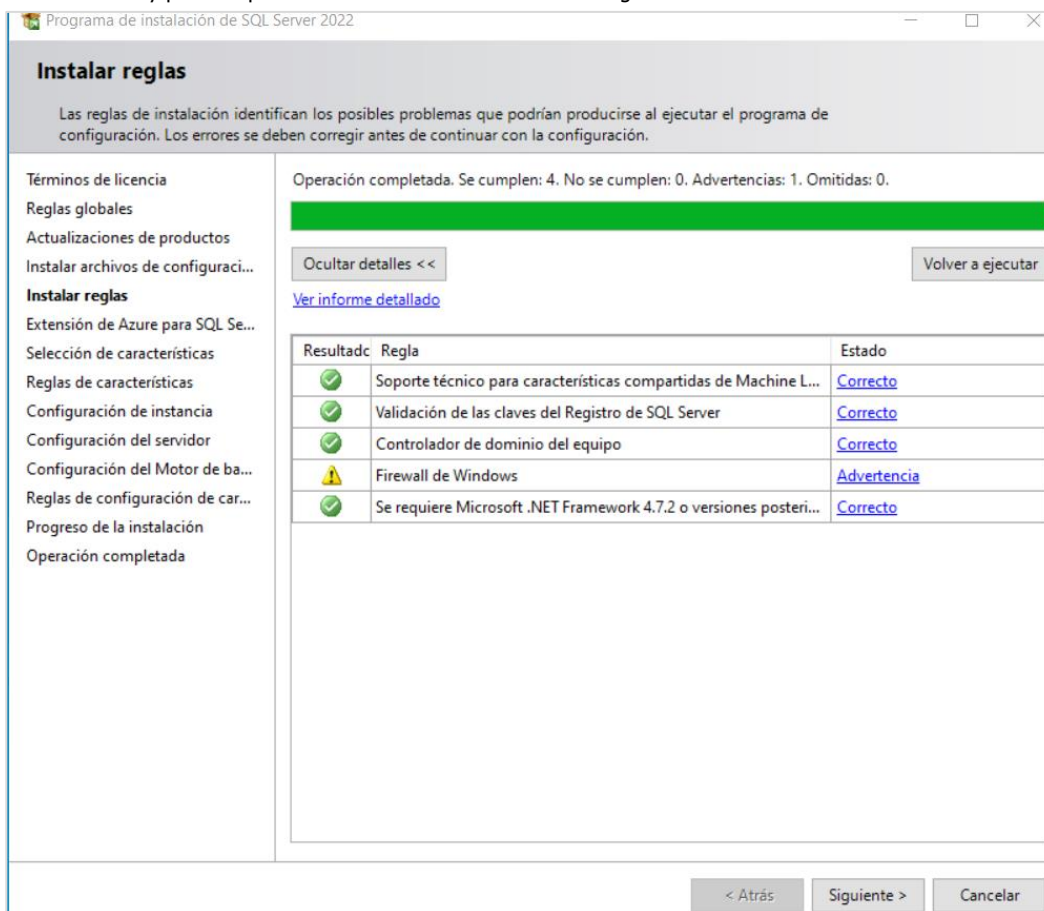 Programa de instalación de SQL Server 2022
Instalar reglas
Las reglas de instalación identifican los posibles problemas que podrían producirse al ejecutar el programa de
configuración. Los errores se deben corregir antes de continuar con la configuración.
Términos de licencia
Reglas globales
Actualizaciones de productos
Instalar archivos de configuraci...
Instalar reglas
Extensión de Azure para SQL Se...
Selección de características
Reglas de características
Configuración de instancia
Configuración del servidor
Configuración del Motor de ba...
Reglas de configuración de car...
Progreso de la instalación
Operación completada
Operación completada. Se cumplen: 4. No se cumplen: 0. Advertencias: 1. Omitidas: 0.
Ocultar detalles << Volver a ejecutar
Ver informe detallado
Resultado Regla Estado
Soporte técnico para características compartidas de Machine L... Correcto
Validación de las claves del Registro de SQL Server Correcto
Controlador de dominio del equipo Correcto
Firewall de Windows Advertencia
Se requiere Microsoft .NET Framework 4.7.2 o versiones posteri... Correcto
< Atrás Siguiente > Cancelar